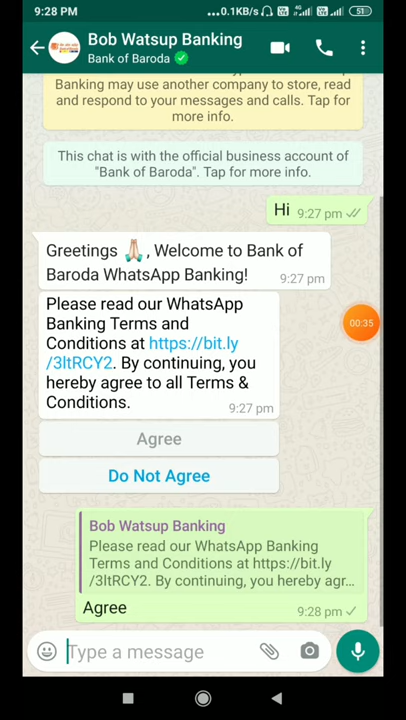 9:28 PM
...0.1KB/s
4G
51
Bob Watsup Banking
Bank of Baroda
Banking may use another company to store, read
and respond to your messages and calls. Tap for
more info.
This chat is with the official business account of
"Bank of Baroda". Tap for more info.
Hi 9:27 pm
Greetings 🙏🏻, Welcome to Bank of
Baroda WhatsApp Banking!
9:27 pm
Please read our WhatsApp
Banking Terms and
Conditions at https://bit.ly
/3ltRCY2. By continuing, you
hereby agree to all Terms &
Conditions.
9:27 pm
00:35
Agree
Do Not Agree
Bob Watsup Banking
Please read our WhatsApp Banking
Terms and Conditions at https://bit.ly
/3ltRCY2. By continuing, you hereby agr...
Agree
9:28 pm
Type a message